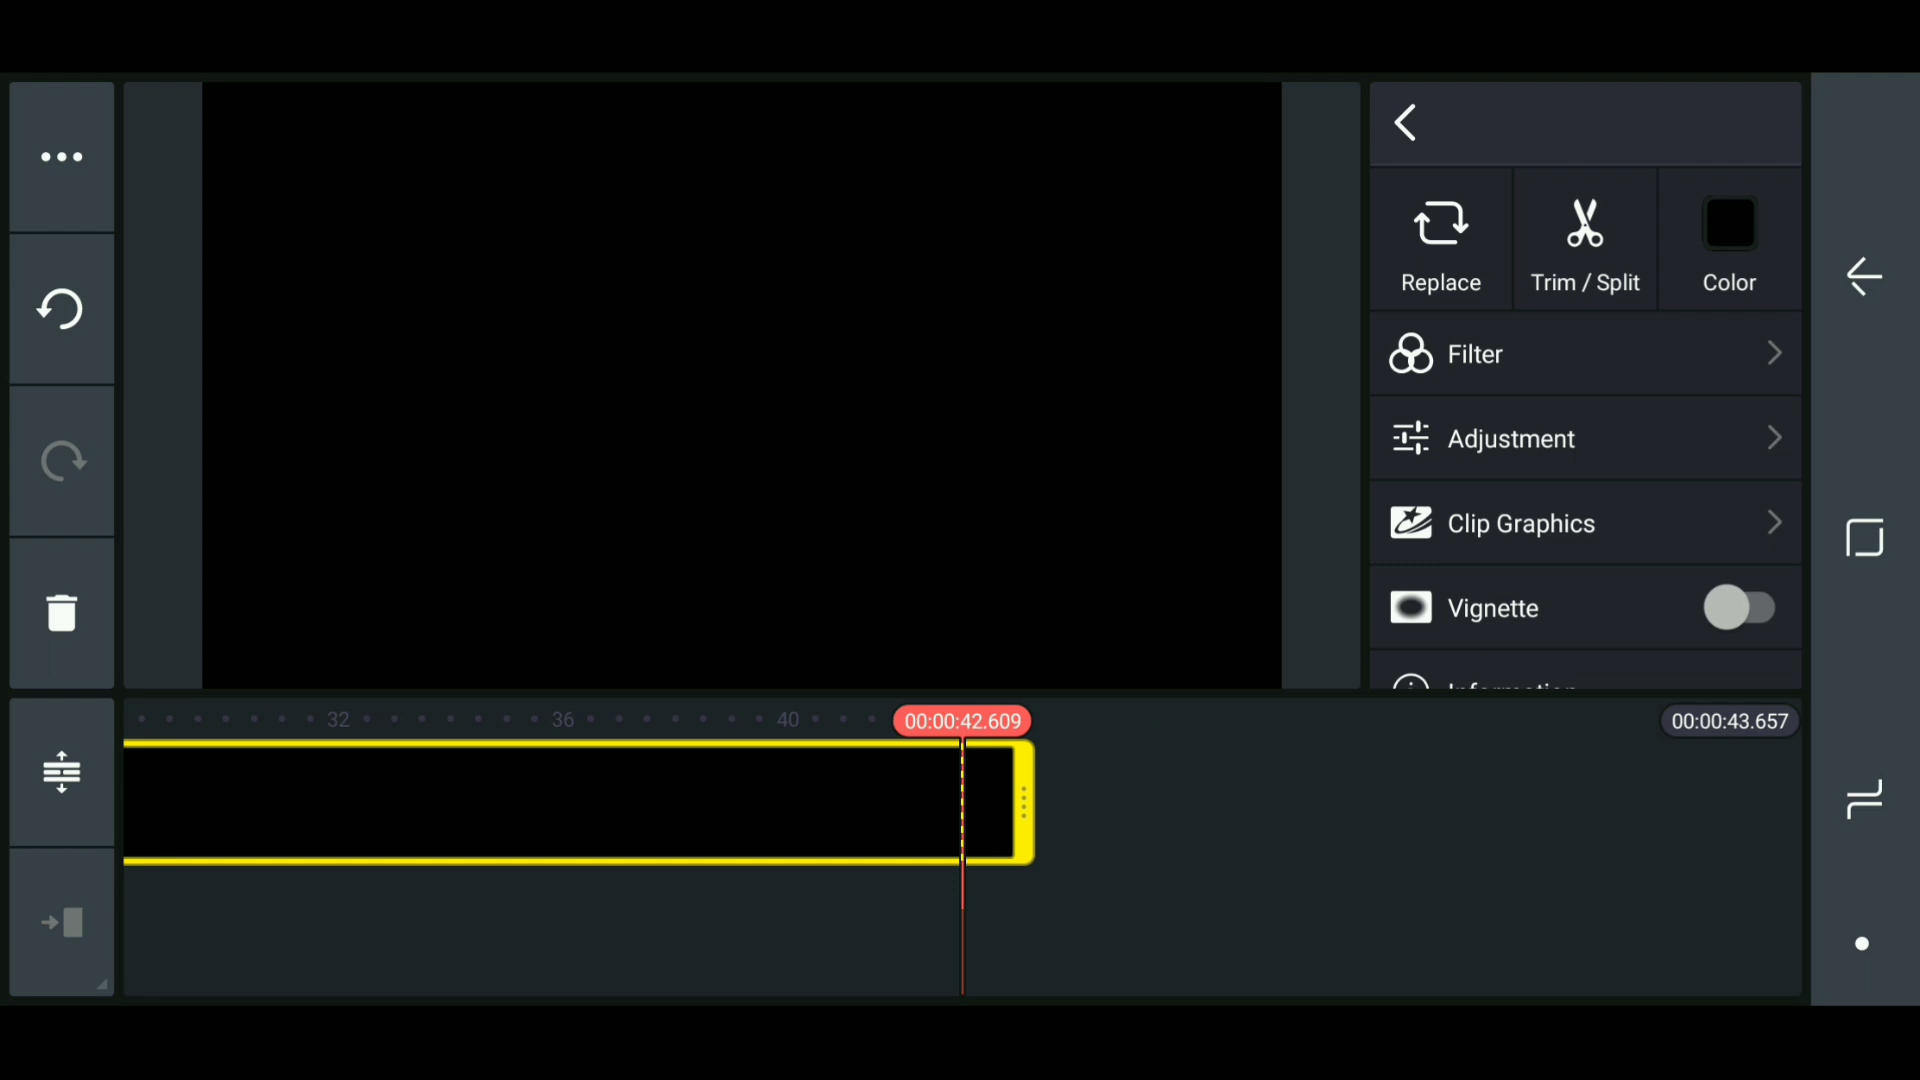 Replace
Trim / Split
Color
Filter
Adjustment
Clip Graphics
Vignette
Information
32
36
40
00:00:42.609
00:00:43.657